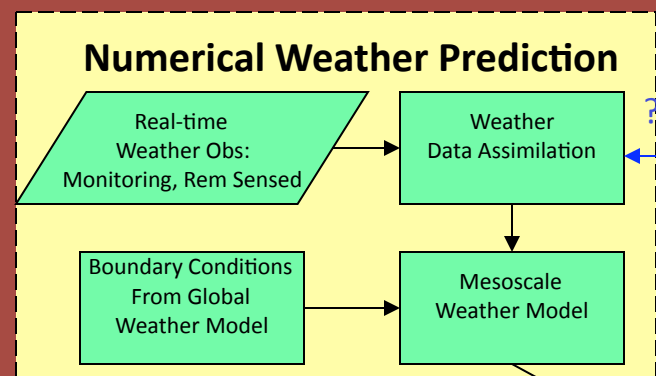 Numerical Weather Prediction
Real-time
Weather Obs:
Monitoring, Rem Sensed
Weather
Data Assimilation
?
Boundary Conditions
From Global
Weather Model
Mesoscale
Weather Model